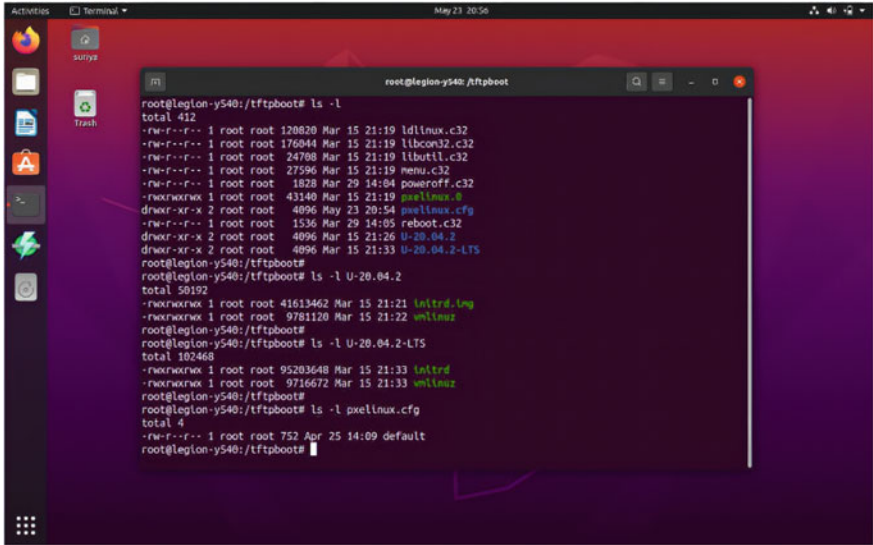 Activities Terminal May 23 20:56
suriya
Trash
root@legion-y540: /tftpboot
root@legion-y540:/tftpboot# ls -l
total 412
-rw-r--r-- 1 root root 120820 Mar 15 21:19 ldlinux.c32
-rw-r--r-- 1 root root 176044 Mar 15 21:19 libcom32.c32
-rw-r--r-- 1 root root 24708 Mar 15 21:19 libutil.c32
-rw-r--r-- 1 root root 27596 Mar 15 21:19 menu.c32
-rw-r--r-- 1 root root 1828 Mar 29 14:04 poweroff.c32
-rwxrwxrwx 1 root root 43140 Mar 15 21:19 pxelinux.0
drwxr-xr-x 2 root root 4096 May 23 20:54 pxelinux.cfg
-rw-r--r-- 1 root root 1536 Mar 29 14:05 reboot.c32
drwxr-xr-x 2 root root 4096 Mar 15 21:26 U-20.04.2
drwxr-xr-x 2 root root 4096 Mar 15 21:33 U-20.04.2-LTS
root@legion-y540:/tftpboot#
root@legion-y540:/tftpboot# ls -l U-20.04.2
total 50192
-rwxrwxrwx 1 root root 41613462 Mar 15 21:21 initrd.img
-rwxrwxrwx 1 root root 9781120 Mar 15 21:22 vmlinuz
root@legion-y540:/tftpboot#
root@legion-y540:/tftpboot# ls -l U-20.04.2-LTS
total 102468
-rwxrwxrwx 1 root root 95203648 Mar 15 21:33 initrd
-rwxrwxrwx 1 root root 9716672 Mar 15 21:33 vmlinuz
root@legion-y540:/tftpboot#
root@legion-y540:/tftpboot# ls -l pxelinux.cfg
total 4
-rw-r--r-- 1 root root 752 Apr 25 14:09 default
root@legion-y540:/tftpboot#